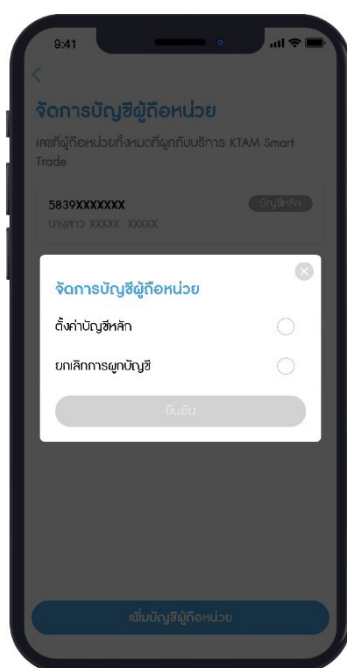 9:41
จัดการบัญชีผู้ถือหน่วย
เลขที่ผู้ถือหน่วยทั้งหมดที่ผูกกับบริการ KTAM Smart
Trade
5839XXXXXXX
บัญชีหลัก
นางสาว XXXXX XXXXX
จัดการบัญชีผู้ถือหน่วย
ตั้งค่าบัญชีหลัก
ยกเลิกการผูกบัญชี
ยืนยัน
เพิ่มบัญชีผู้ถือหน่วย